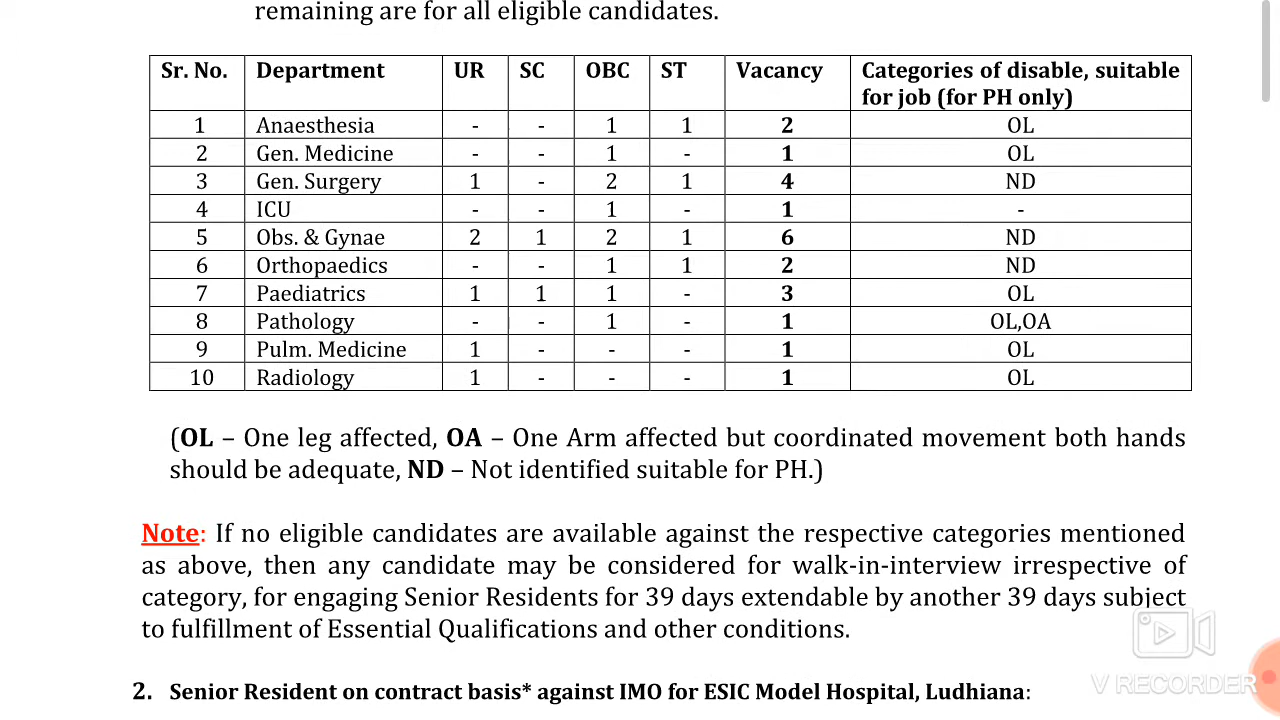 remaining are for all eligible candidates.
Sr. No. Department UR SC OBC ST Vacancy Categories of disable, suitable
for job (for PH only)
1 Anaesthesia - - 1 1 2 OL
2 Gen. Medicine - - 1 - 1 OL
3 Gen. Surgery 1 - 2 1 4 ND
4 ICU - - 1 - 1 -
5 Obs. & Gynae 2 1 2 1 6 ND
6 Orthopaedics - - 1 1 2 ND
7 Paediatrics 1 1 1 - 3 OL
8 Pathology - - 1 - 1 OL,OA
9 Pulm. Medicine 1 - - - 1 OL
10 Radiology 1 - - - 1 OL
(OL – One leg affected, OA – One Arm affected but coordinated movement both hands
should be adequate, ND – Not identified suitable for PH.)
Note: If no eligible candidates are available against the respective categories mentioned
as above, then any candidate may be considered for walk-in-interview irrespective of
category, for engaging Senior Residents for 39 days extendable by another 39 days subject
to fulfillment of Essential Qualifications and other conditions.
2. Senior Resident on contract basis* against IMO for ESIC Model Hospital, Ludhiana:
V RECORDER